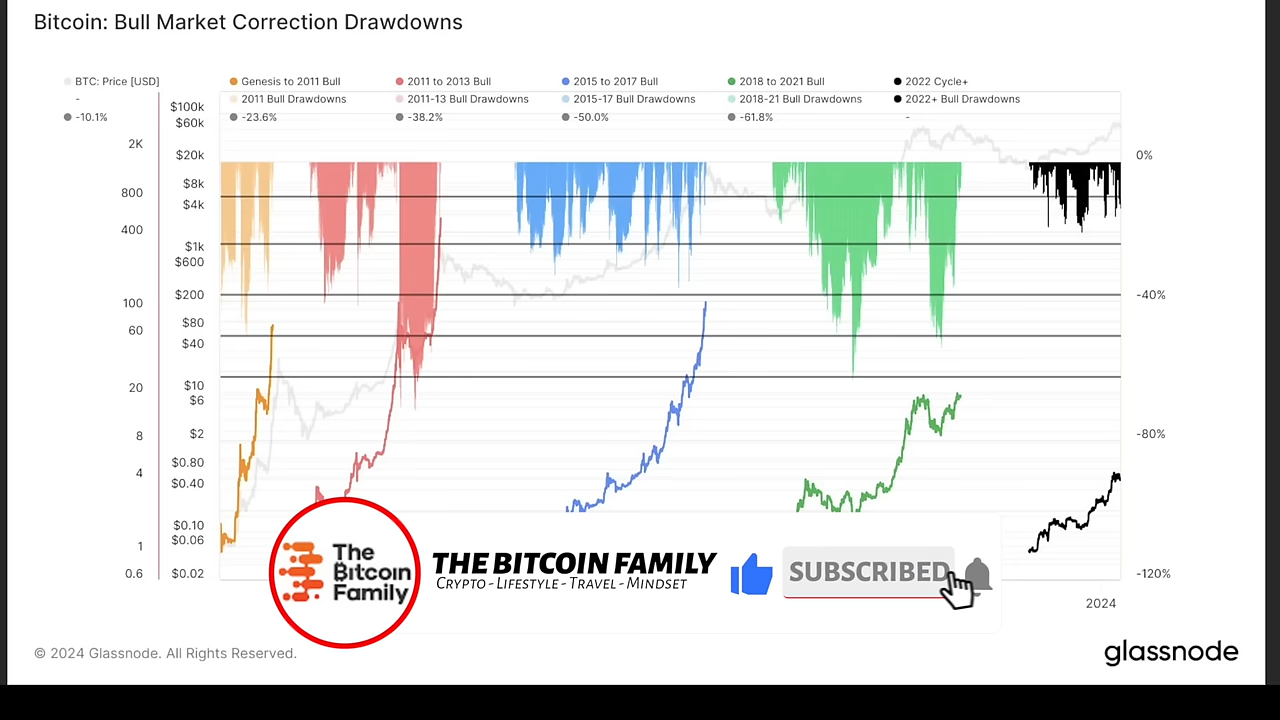 Bitcoin: Bull Market Correction Drawdowns
BTC: Price [USD] Genesis to 2011 Bull 2011 to 2013 Bull 2015 to 2017 Bull 2018 to 2021 Bull 2022 Cycle+
- 2011 Bull Drawdowns 2011-13 Bull Drawdowns 2015-17 Bull Drawdowns 2018-21 Bull Drawdowns 2022+ Bull Drawdowns
-10.1% -23.6% -38.2% -50.0% -61.8% -
2K
800
400
100
60
20
8
4
1
0.6
$100k
$60k
$20k
$8k
$4k
$1k
$600
$200
$80
$40
$10
$6
$2
$0.80
$0.40
$0.10
$0.06
$0.02
0%
-40%
-80%
-120%
2024
The
Bitcoin
Family
THE BITCOIN FAMILY
CRYPTO - LIFESTYLE - TRAVEL - MINDSET
SUBSCRIBED
© 2024 Glassnode. All Rights Reserved.
glassnode